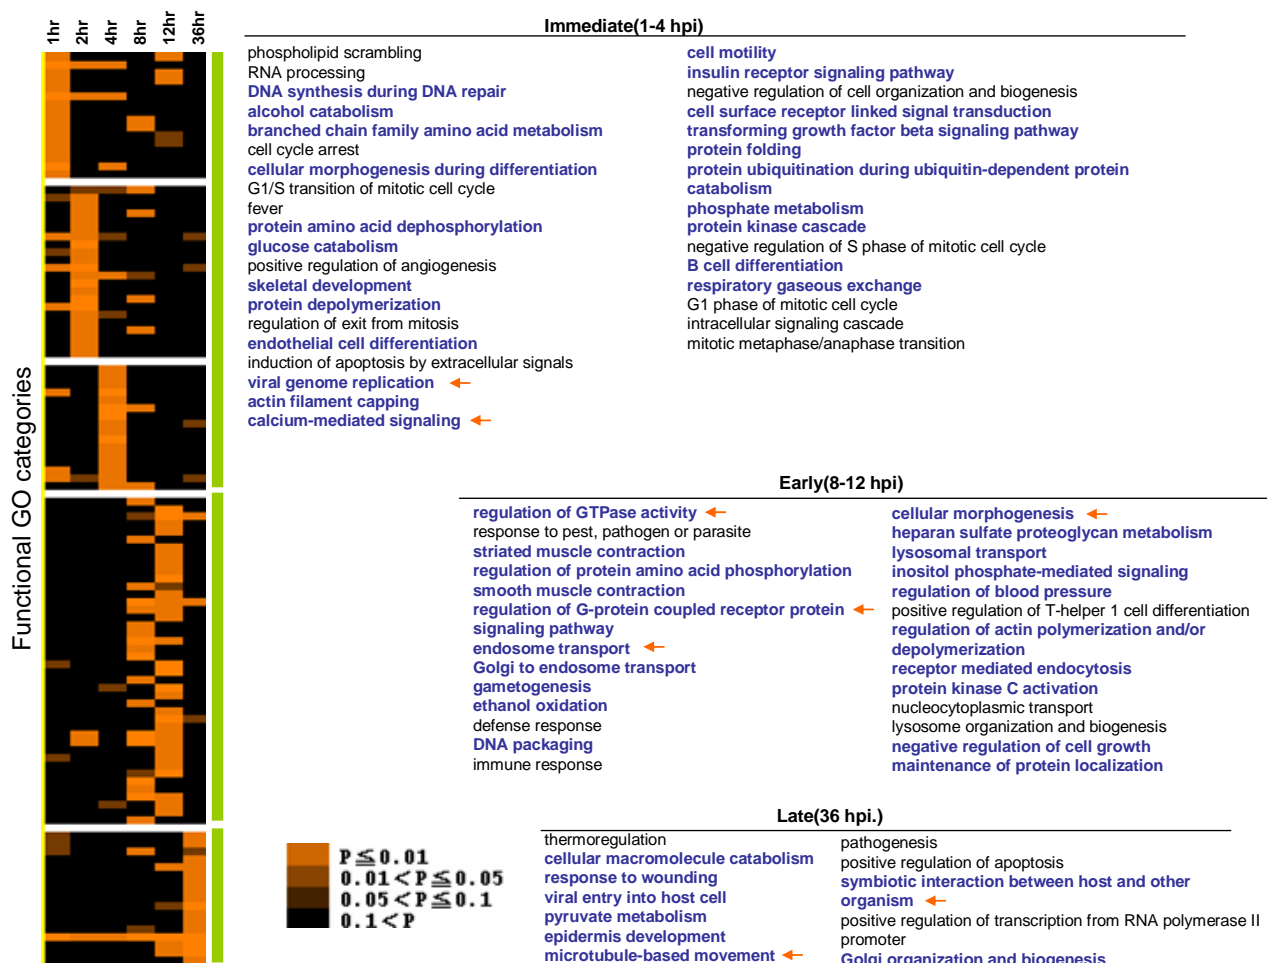 1hr 2hr 4hr 8hr 12hr 36hr
Functional GO categories
Immediate(1-4 hpi)
phospholipid scrambling
RNA processing
DNA synthesis during DNA repair
alcohol catabolism
branched chain family amino acid metabolism
cell cycle arrest
cellular morphogenesis during differentiation
G1/S transition of mitotic cell cycle
fever
protein amino acid dephosphorylation
glucose catabolism
positive regulation of angiogenesis
skeletal development
protein depolymerization
regulation of exit from mitosis
endothelial cell differentiation
induction of apoptosis by extracellular signals
viral genome replication
actin filament capping
calcium-mediated signaling
cell motility
insulin receptor signaling pathway
negative regulation of cell organization and biogenesis
cell surface receptor linked signal transduction
transforming growth factor beta signaling pathway
protein folding
protein ubiquitination during ubiquitin-dependent protein
catabolism
phosphate metabolism
protein kinase cascade
negative regulation of S phase of mitotic cell cycle
B cell differentiation
respiratory gaseous exchange
G1 phase of mitotic cell cycle
intracellular signaling cascade
mitotic metaphase/anaphase transition
Early(8-12 hpi)
regulation of GTPase activity
response to pest, pathogen or parasite
striated muscle contraction
regulation of protein amino acid phosphorylation
smooth muscle contraction
regulation of G-protein coupled receptor protein
signaling pathway
endosome transport
Golgi to endosome transport
gametogenesis
ethanol oxidation
defense response
DNA packaging
immune response
cellular morphogenesis
heparan sulfate proteoglycan metabolism
lysosomal transport
inositol phosphate-mediated signaling
regulation of blood pressure
positive regulation of T-helper 1 cell differentiation
regulation of actin polymerization and/or
depolymerization
receptor mediated endocytosis
protein kinase C activation
nucleocytoplasmic transport
lysosome organization and biogenesis
negative regulation of cell growth
maintenance of protein localization
Late(36 hpi.)
thermoregulation
cellular macromolecule catabolism
response to wounding
viral entry into host cell
pyruvate metabolism
epidermis development
microtubule-based movement
pathogenesis
positive regulation of apoptosis
symbiotic interaction between host and other
organism
positive regulation of transcription from RNA polymerase II
promoter
Golgi organization and biogenesis
P≦0.01
0.01<P≦0.05
0.05<P≦0.1
0.1<P